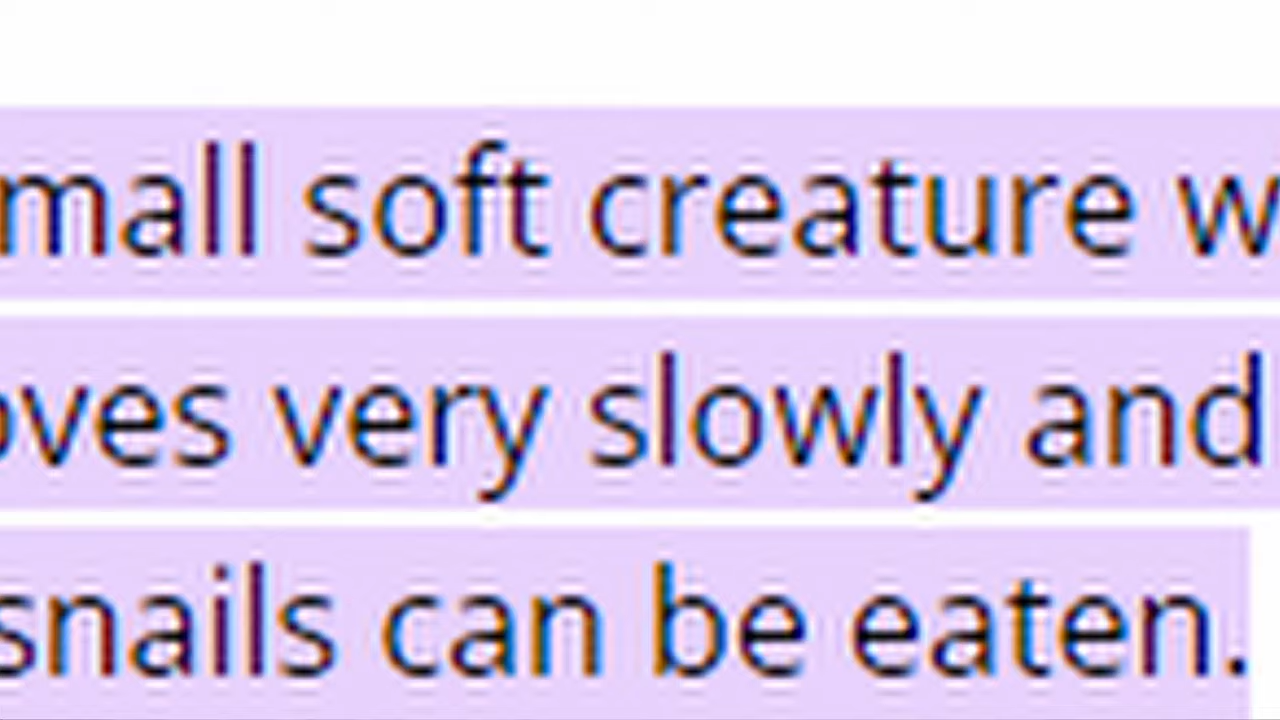 mall soft creature w
oves very slowly and
snails can be eaten.